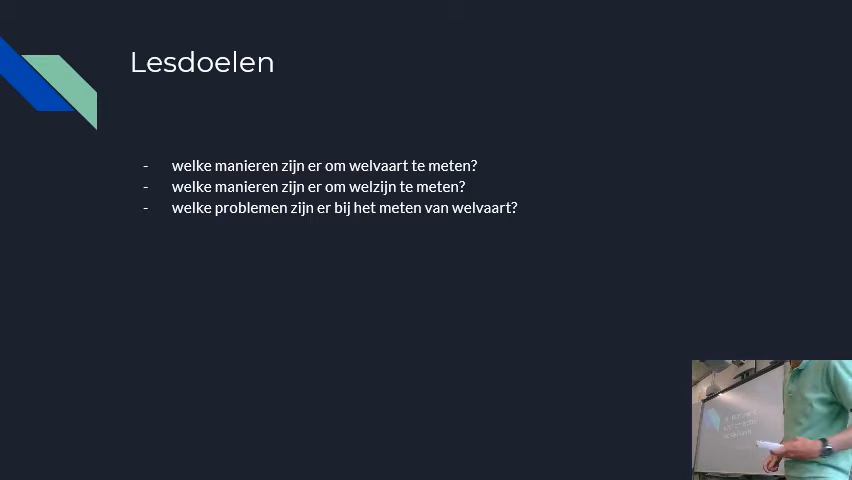 Lesdoelen
- welke manieren zijn er om welvaart te meten?
- welke manieren zijn er om welzijn te meten?
- welke problemen zijn er bij het meten van welvaart?